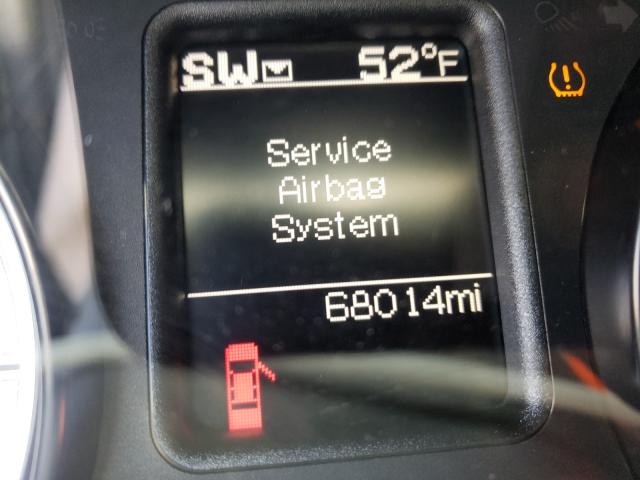 SW 52°F
Service
Airbag
System
68014mi